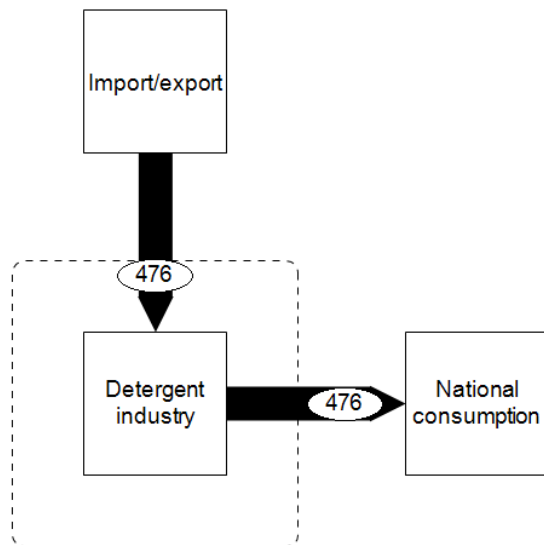 Import/export
476
Detergent
industry
476
National
consumption